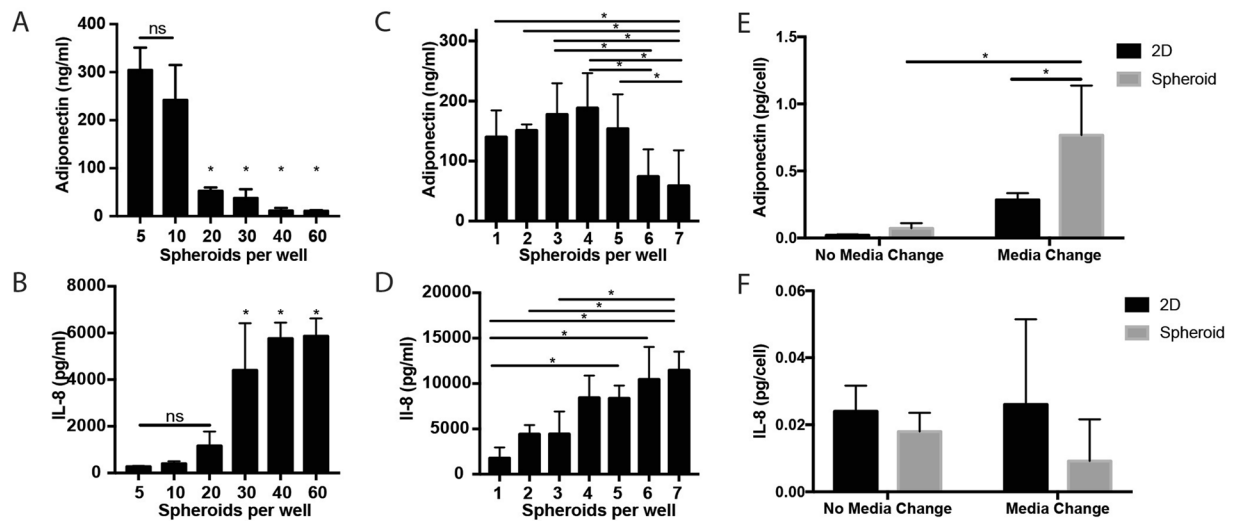 A
Adiponectin (ng/ml)
400
300
200
100
0
ns
* * * *
5 10 20 30 40 60
Spheroids per well
B
IL-8 (pg/ml)
8000
6000
4000
2000
0
ns
* * *
5 10 20 30 40 60
Spheroids per well
C
Adiponectin (ng/ml)
300
200
150
100
0
*
*
*
*
*
*
*
1 2 3 4 5 6 7
Spheroids per well
D
Il-8 (pg/ml)
20000
15000
10000
5000
0
*
*
*
*
*
1 2 3 4 5 6 7
Spheroids per well
E
Adiponectin (pg/cell)
1.5
1.0
0.5
0.0
*
*
2D
Spheroid
No Media Change Media Change
F
IL-8 (pg/cell)
0.06
0.04
0.02
0.00
2D
Spheroid
No Media Change Media Change